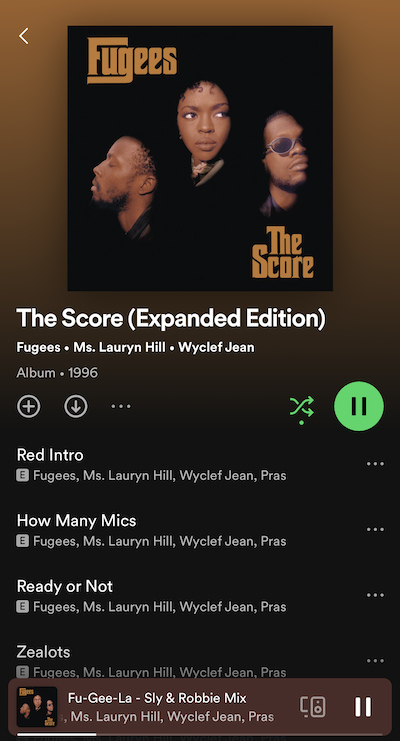 Fugees
The
Score
The Score (Expanded Edition)
Fugees • Ms. Lauryn Hill • Wyclef Jean
Album • 1996
Red Intro
E Fugees, Ms. Lauryn Hill, Wyclef Jean, Pras
How Many Mics
E Fugees, Ms. Lauryn Hill, Wyclef Jean, Pras
Ready or Not
E Fugees, Ms. Lauryn Hill, Wyclef Jean, Pras
Zealots
E Fugees, Ms. Lauryn Hill, Wyclef Jean, Pras
Fugees
Fu-Gee-La - Sly & Robbie Mix
, Ms. Lauryn Hill, Wyclef Jean, Pras